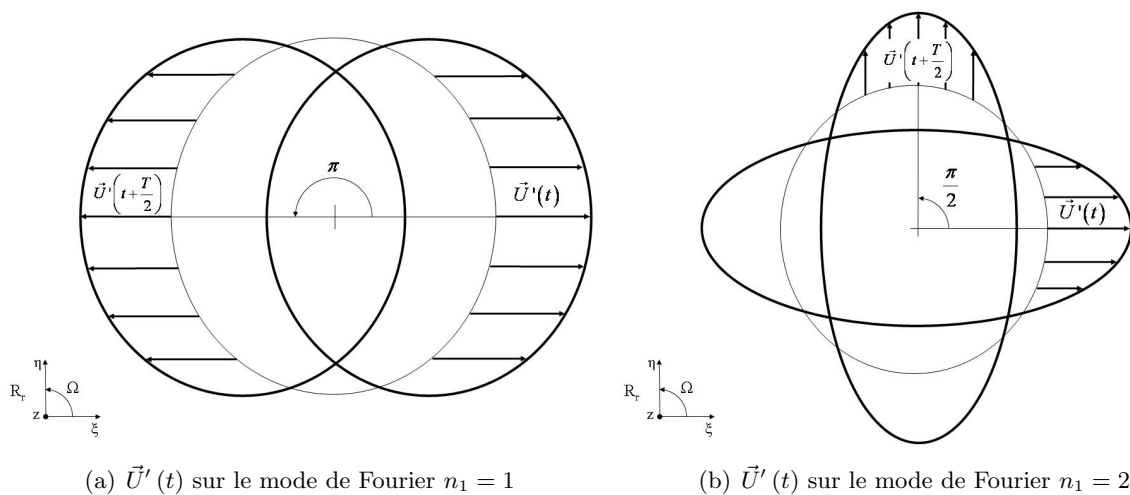 π
U⃗'(t+T/2)
U⃗'(t)
η
R_r
Ω
z
ξ
(a) U⃗′ (t) sur le mode de Fourier n₁ = 1
U⃗'(t+T/2)
π/2
U⃗'(t)
η
R_r
Ω
z
ξ
(b) U⃗′ (t) sur le mode de Fourier n₁ = 2